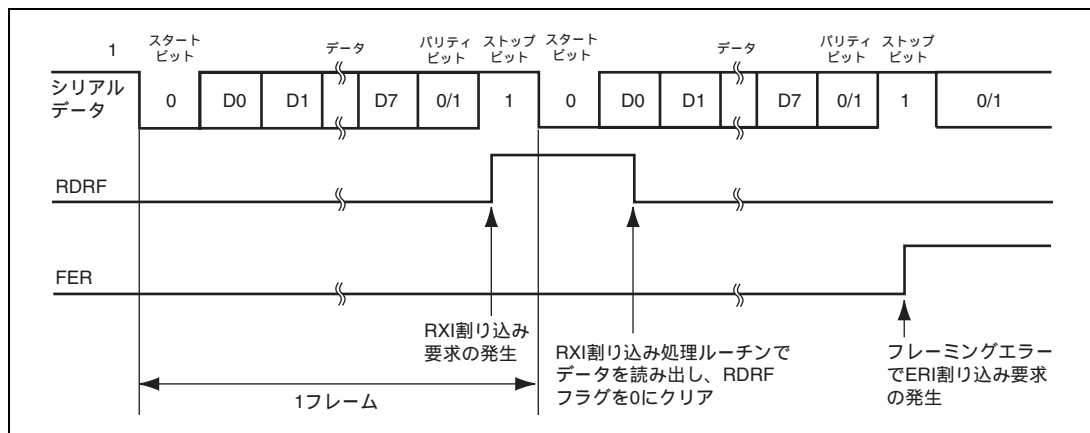 1
スタート
ビット
データ
パリティ
ビット
ストップ
ビット
スタート
ビット
データ
パリティ
ビット
ストップ
ビット
シリアル
データ
0 D0 D1 D7 0/1 1 0 D0 D1 D7 0/1 1 0/1
RDRF
FER
RXI割り込み
要求の発生
RXI割り込み処理ルーチンで
データを読み出し、RDRF
フラグを0にクリア
フレーミングエラー
でERI割り込み要求
の発生
1フレーム